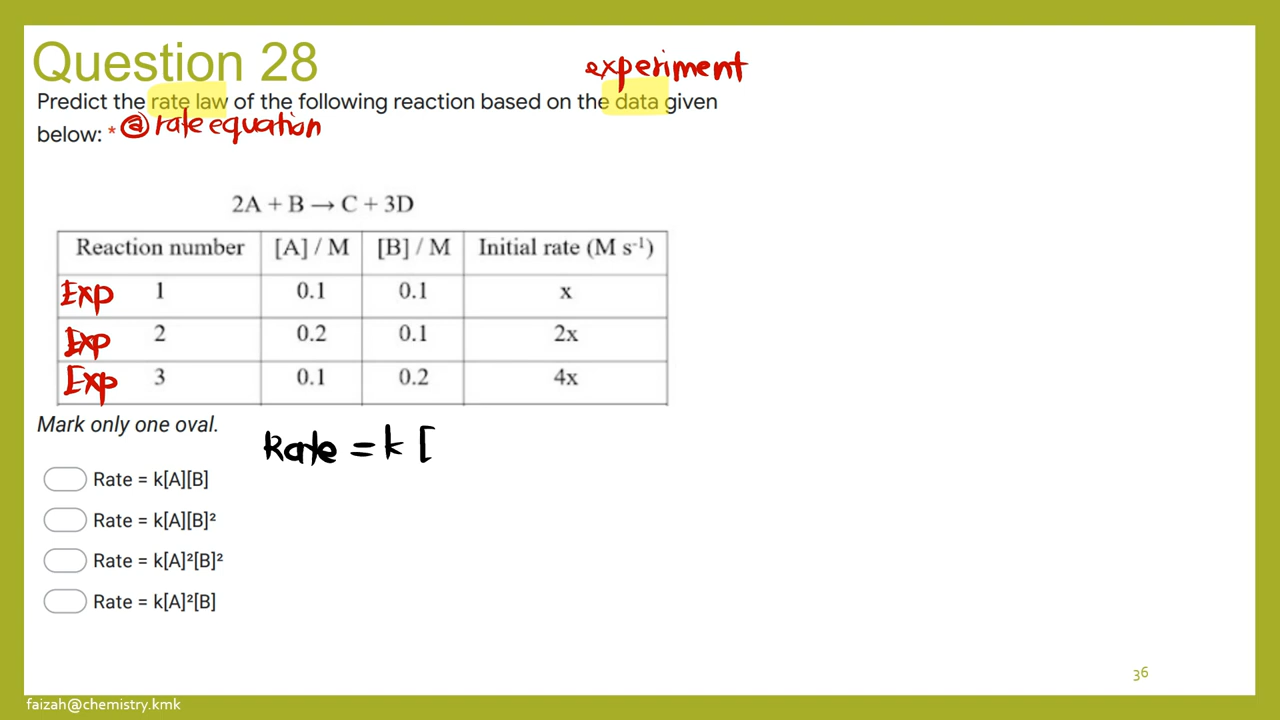 Question 28
experiment
Predict the rate law of the following reaction based on the data given
below: * @ rate equation
2A + B → C + 3D
Reaction number [A] / M [B] / M Initial rate (M s⁻¹)
Exp 1 0.1 0.1 x
Exp 2 0.2 0.1 2x
Exp 3 0.1 0.2 4x
Mark only one oval.
Rate = k [
Rate = k[A][B]
Rate = k[A][B]²
Rate = k[A]²[B]²
Rate = k[A]²[B]
36
faizah@chemistry.kmk